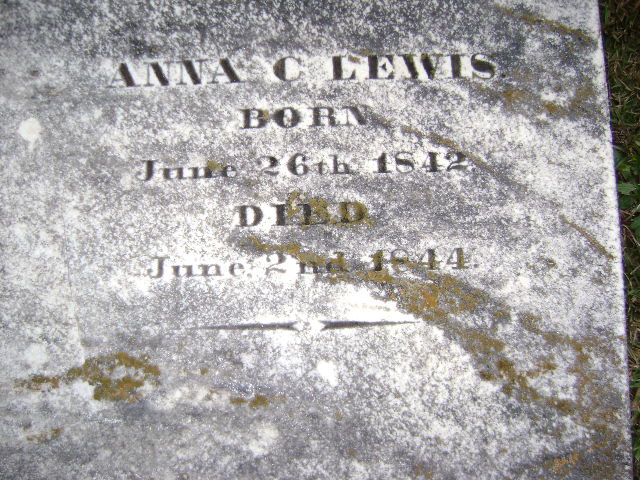 ANNA C LEWIS
BORN
June 26th 1842
DIED
June 2nd 1844